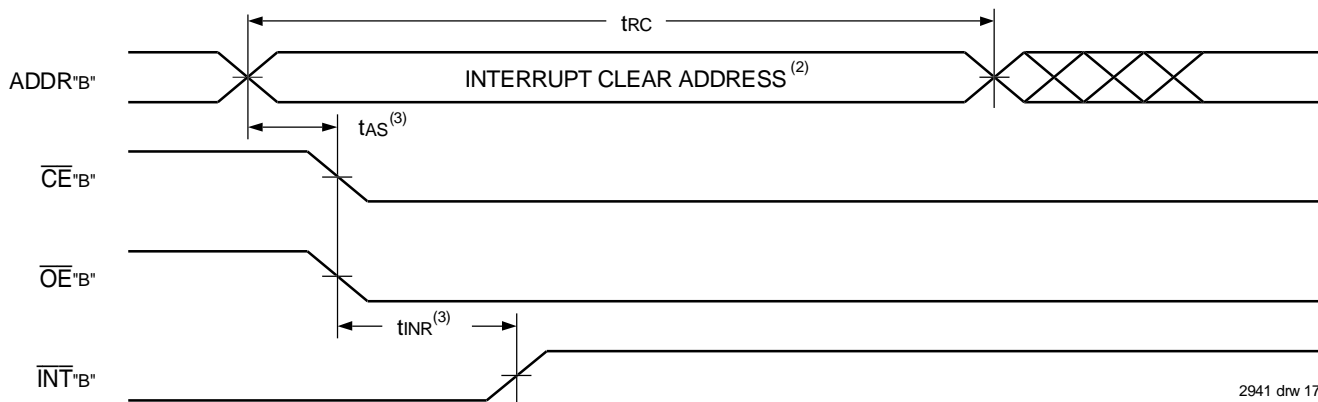 tRC
ADDR"B"
INTERRUPT CLEAR ADDRESS(2)
tAS(3)
CE"B"
OE"B"
tINR(3)
INT"B"
2941 drw 17